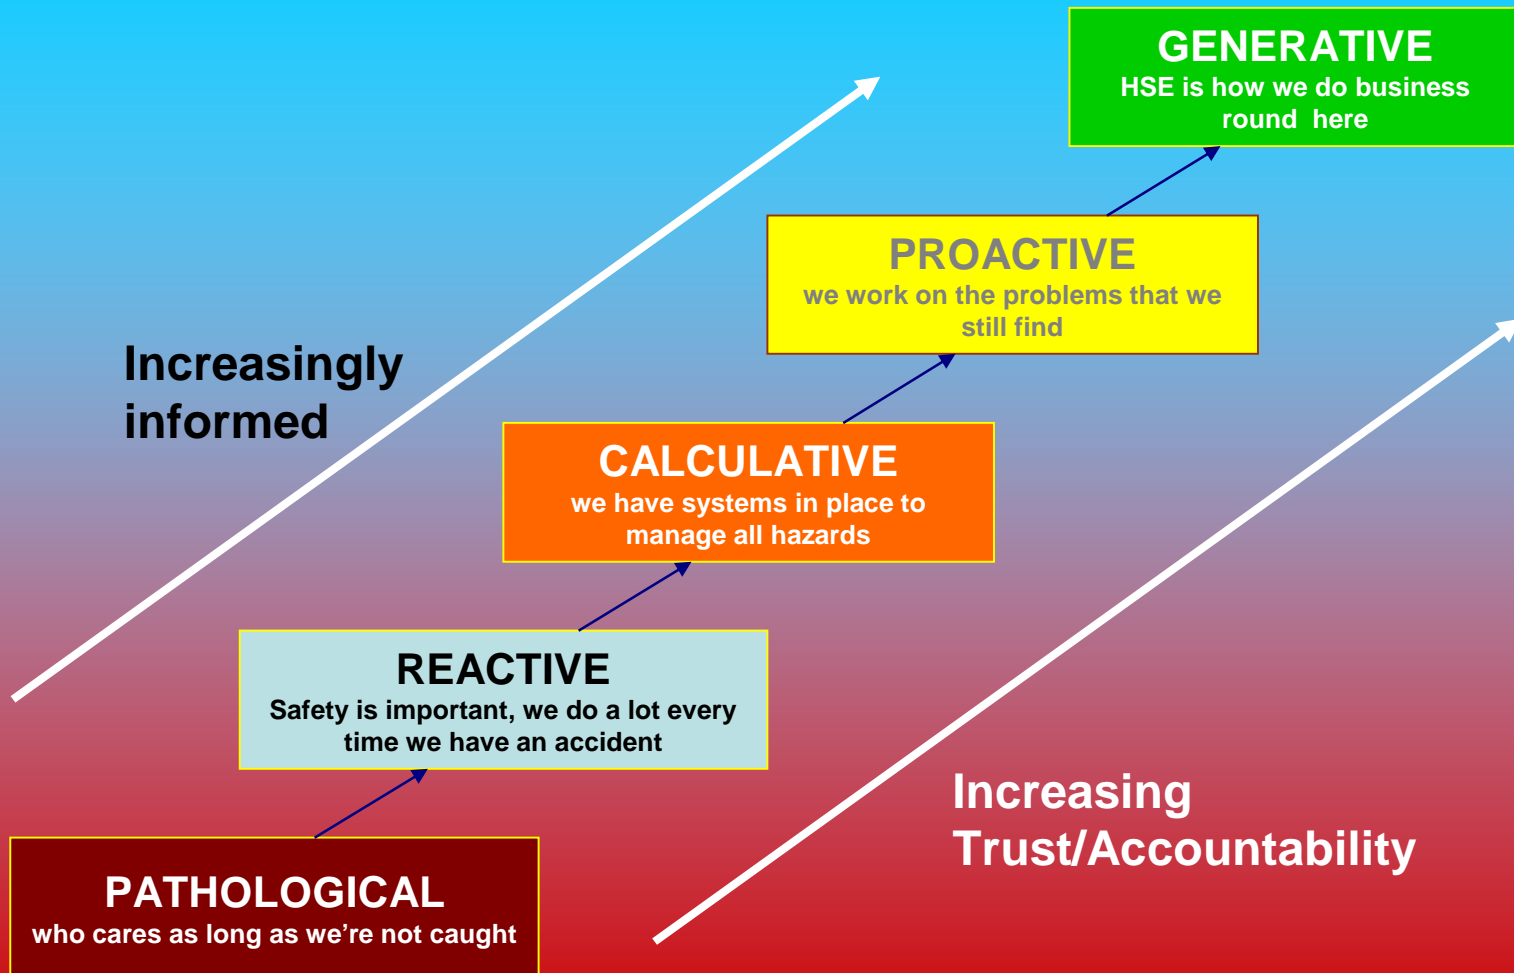 GENERATIVE
HSE is how we do business
round  here
PROACTIVE
we work on the problems that we
still find
Increasingly
informed
CALCULATIVE
we have systems in place to
manage all hazards
REACTIVE
Safety is important, we do a lot every
time we have an accident
Increasing
Trust/Accountability
PATHOLOGICAL
who cares as long as we’re not caught